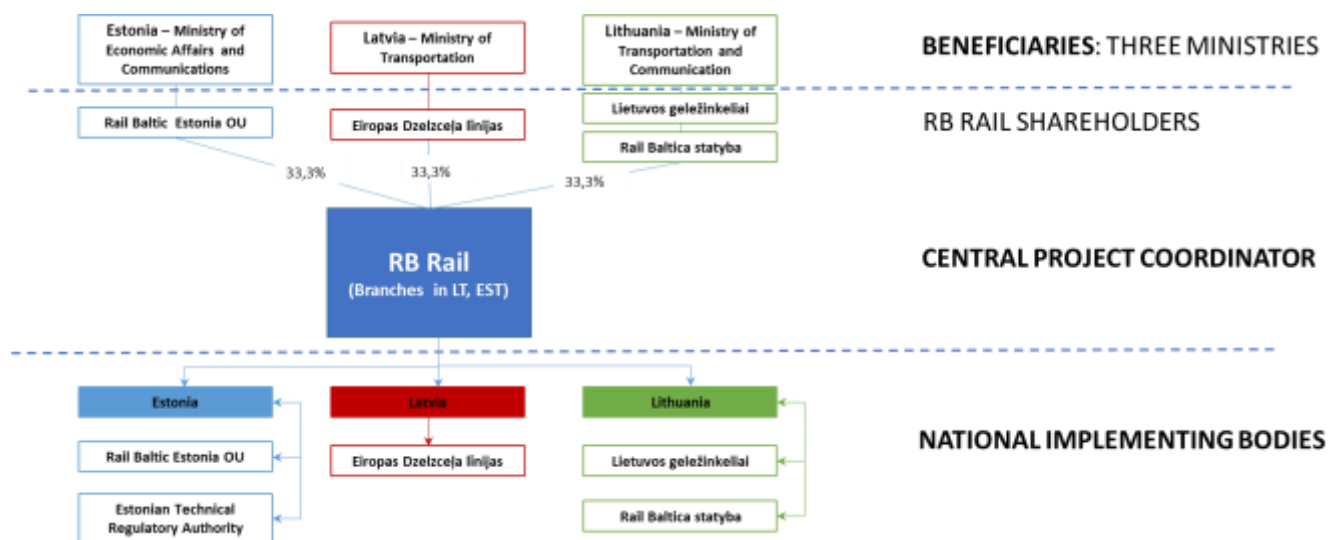 Estonia – Ministry of
Economic Affairs and
Communications
Latvia – Ministry of
Transportation
Lithuania – Ministry of
Transportation and
Communication
BENEFICIARIES: THREE MINISTRIES
Rail Baltic Estonia OU
Eiropas Dzelzceļa līnijas
Lietuvos geležinkeliai
Rail Baltica statyba
RB RAIL SHAREHOLDERS
33,3%
33,3%
33,3%
RB Rail
(Branches in LT, EST)
CENTRAL PROJECT COORDINATOR
Estonia
Latvia
Lithuania
NATIONAL IMPLEMENTING BODIES
Rail Baltic Estonia OU
Eiropas Dzelzceļa līnijas
Lietuvos geležinkeliai
Estonian Technical
Regulatory Authority
Rail Baltica statyba